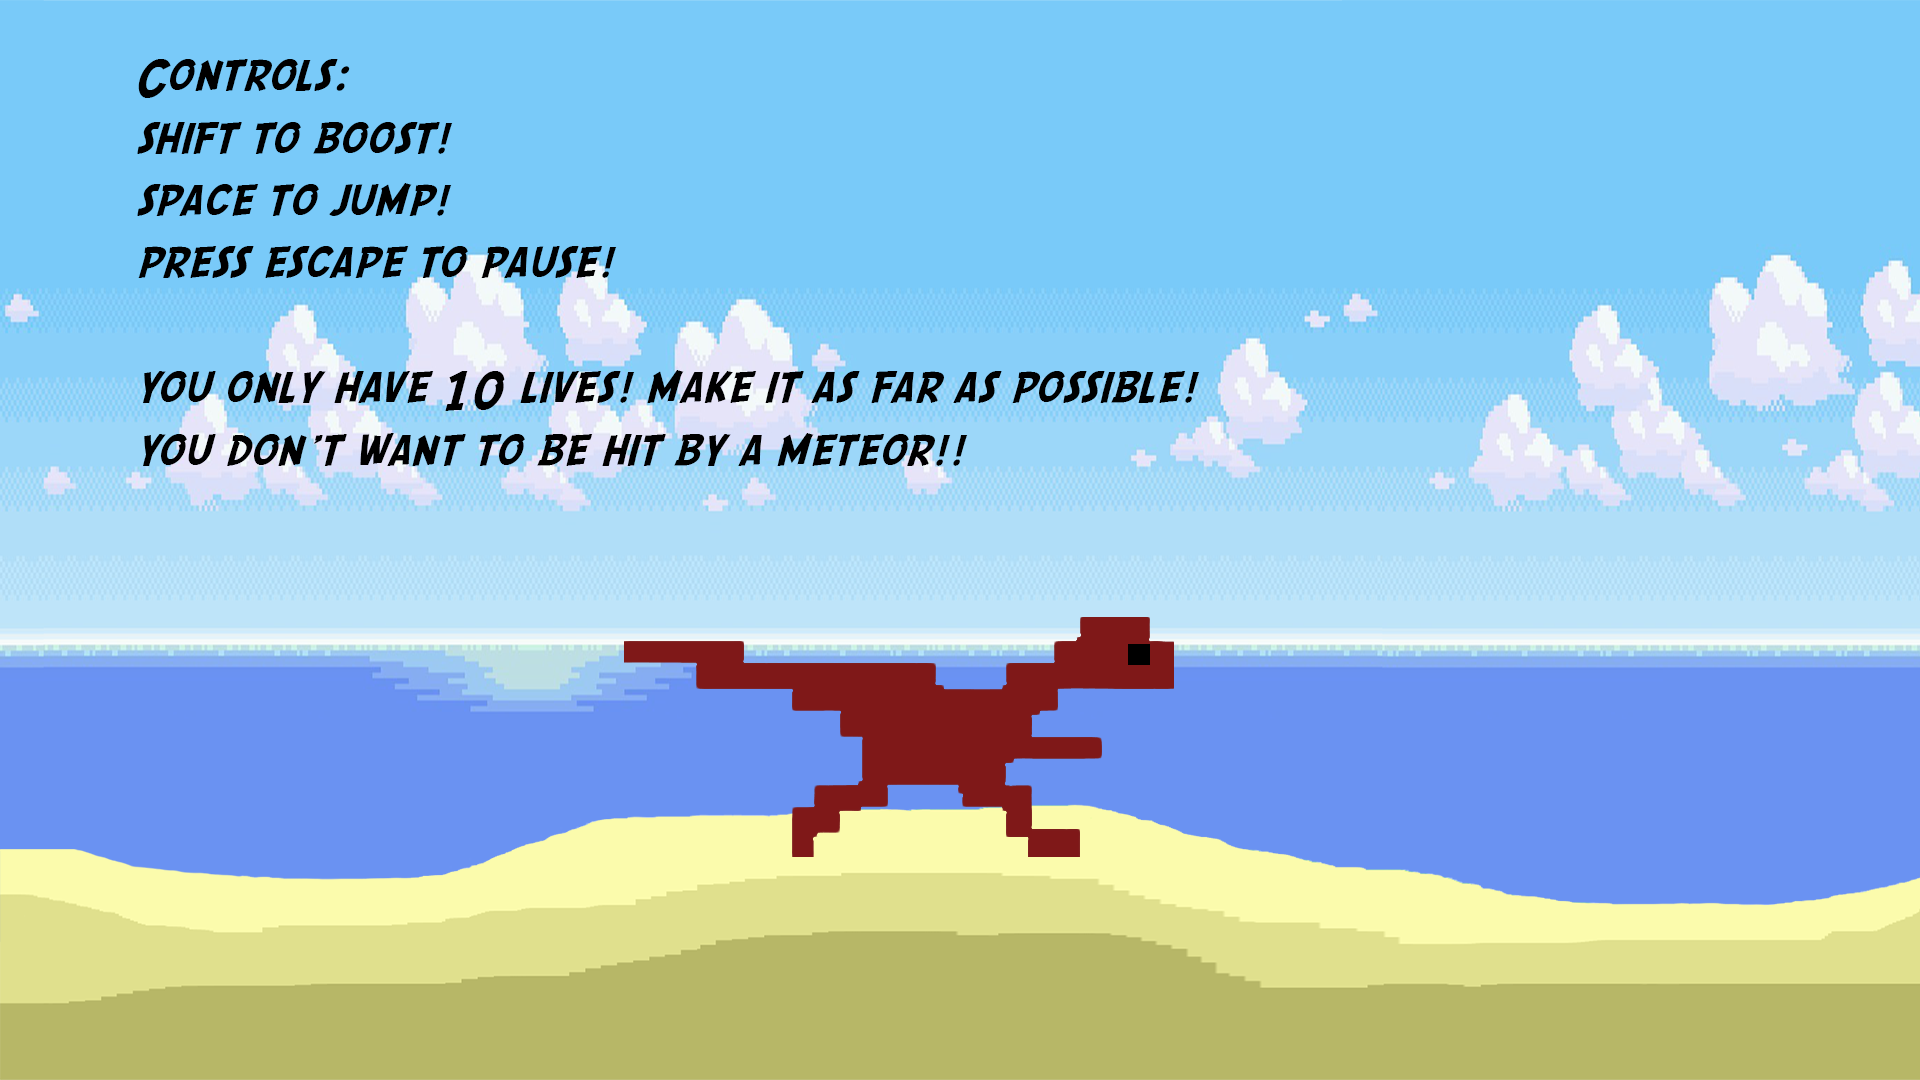 Controls:
Shift to boost!
Space to jump!
Press escape to pause!
You only have 10 lives! Make it as far as possible!
You don't want to be hit by a meteor!!